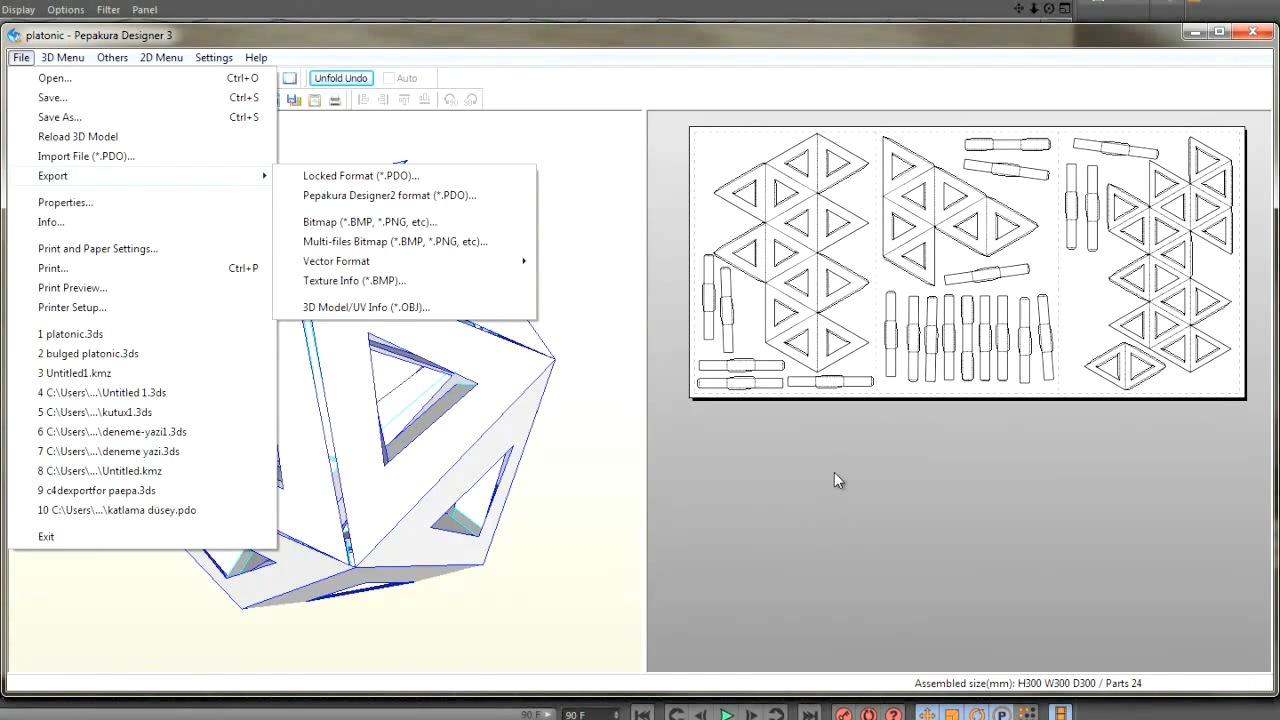 Display Options Filter Panel
platonic - Pepakura Designer 3
File 3D Menu Others 2D Menu Settings Help
Open... Ctrl+O
Unfold Undo Auto
Save... Ctrl+S
Save As... Ctrl+S
Reload 3D Model
Import File (*.PDO)...
Export
Properties...
Info...
Print and Paper Settings...
Print... Ctrl+P
Print Preview...
Printer Setup...
1 platonic.3ds
2 bulged platonic.3ds
3 Untitled1.kmz
4 C:\Users\...\Untitled 1.3ds
5 C:\Users\...\kutux1.3ds
6 C:\Users\...\deneme-yazi1.3ds
7 C:\Users\...\deneme yazi.3ds
8 C:\Users\...\Untitled.kmz
9 c4dexportfor paepa.3ds
10 C:\Users\...\katlama düsey.pdo
Exit
Locked Format (*.PDO)...
Pepakura Designer2 format (*.PDO)...
Bitmap (*.BMP, *.PNG, etc)...
Multi-files Bitmap (*.BMP, *.PNG, etc)...
Vector Format
Texture Info (*.BMP)...
3D Model/UV Info (*.OBJ)...
Assembled size(mm): H300 W300 D300 / Parts 24
90 F 90 F